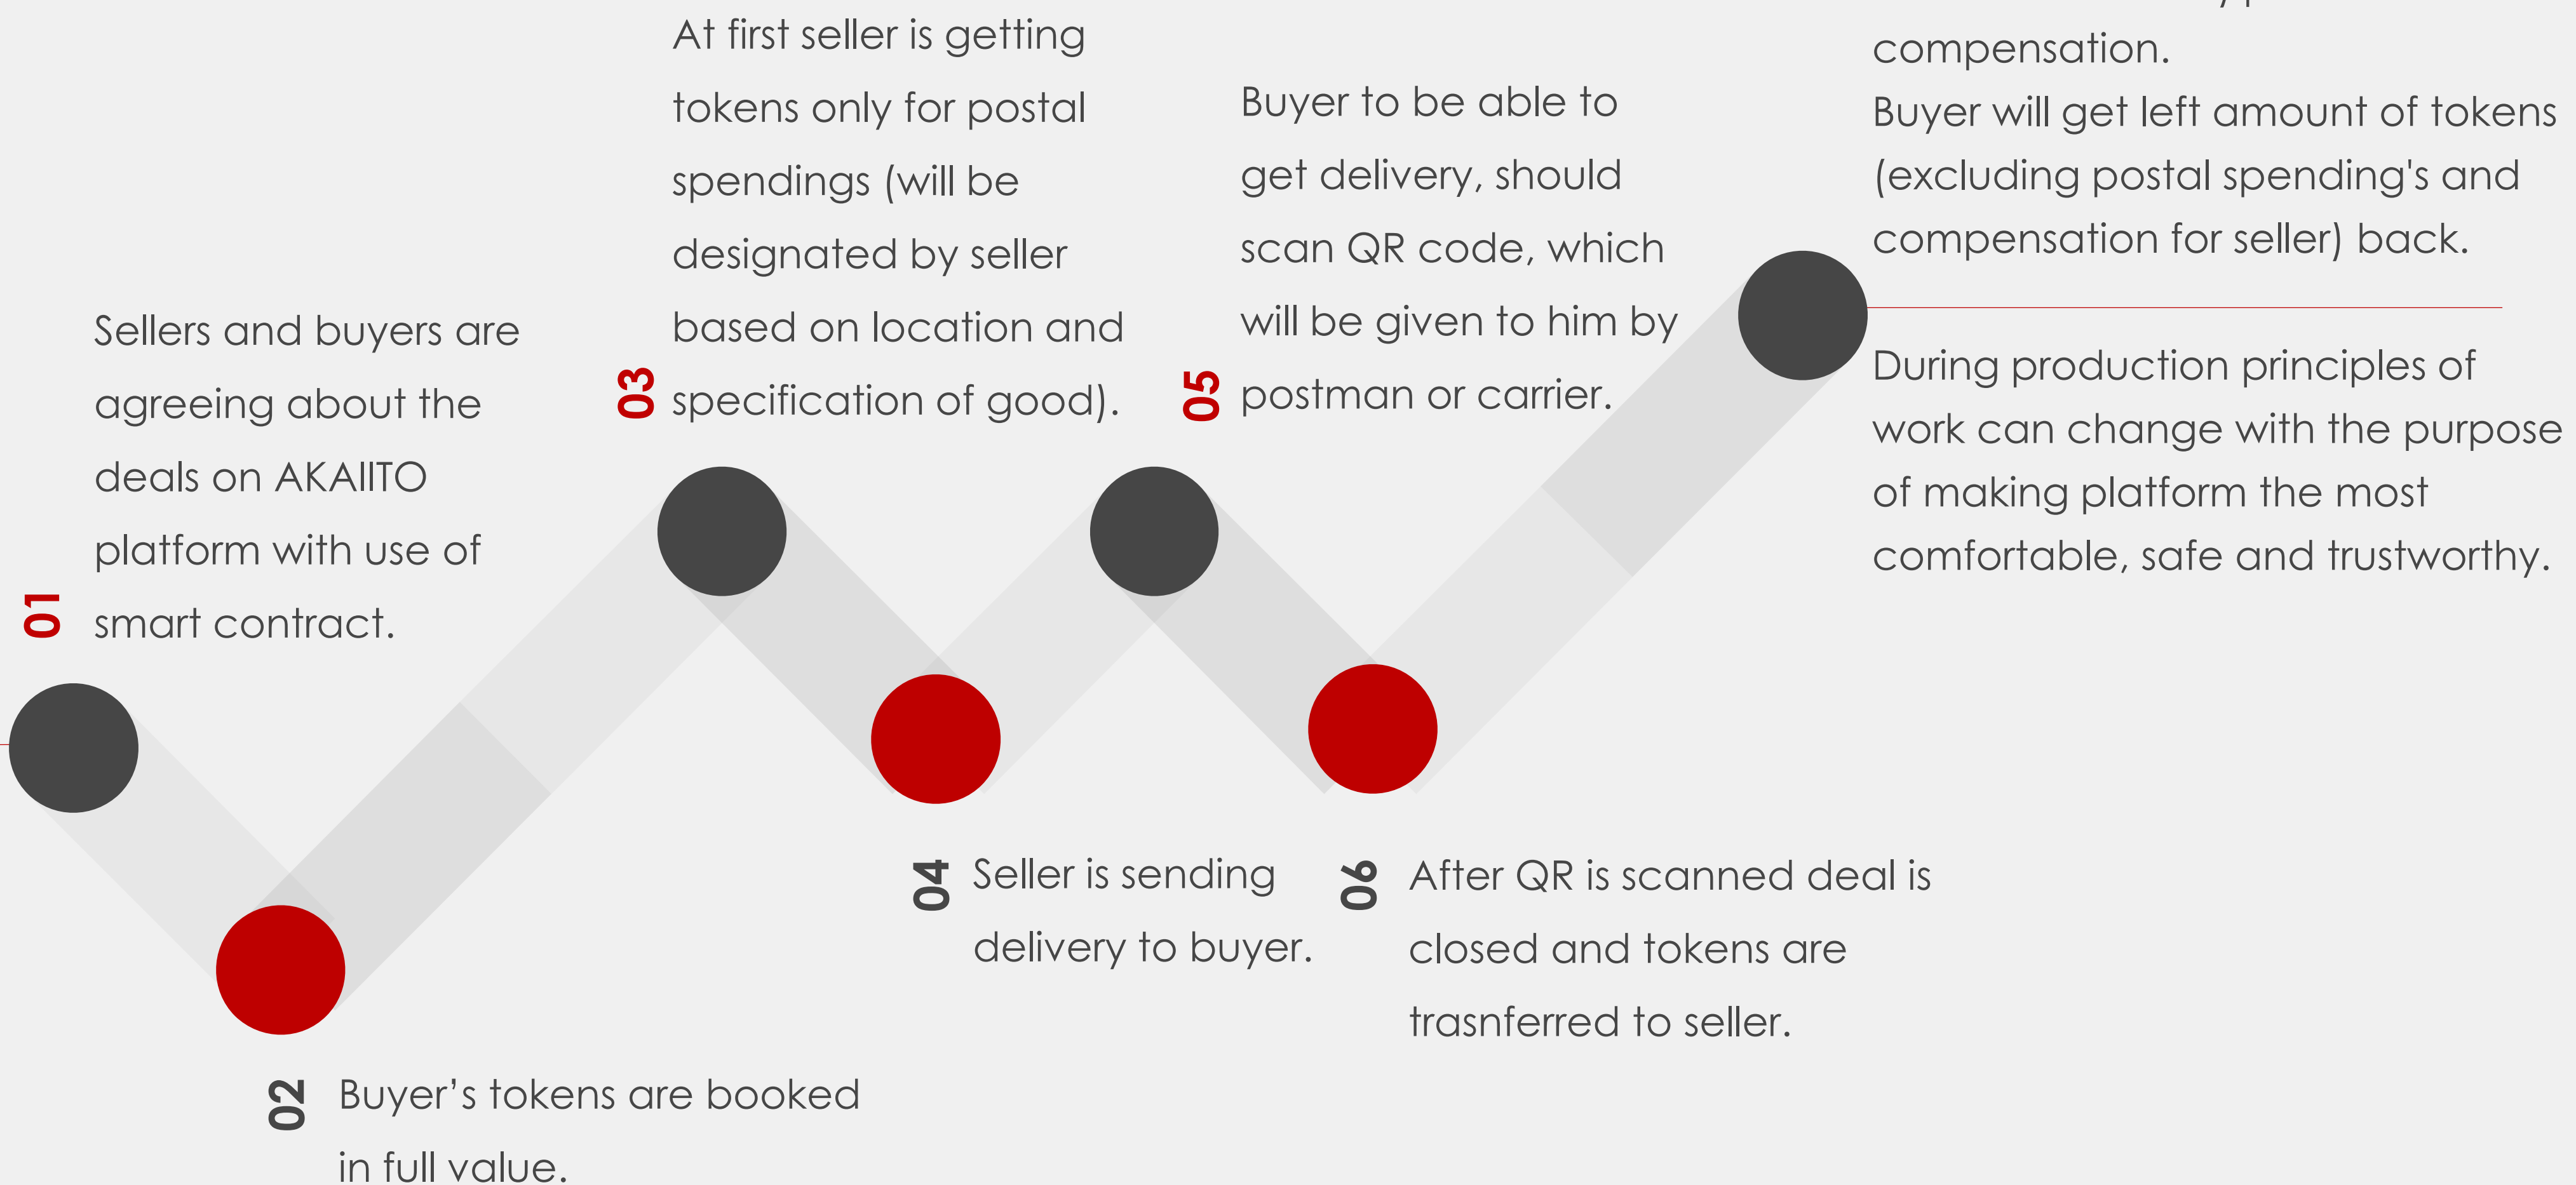 01
Sellers and buyers are
agreeing about the
deals on AKAIITO
platform with use of
smart contract.
02
Buyer’s tokens are booked
in full value.
03
At first seller is getting
tokens only for postal
spendings (will be
designated by seller
based on location and
specification of good).
04
Seller is sending
delivery to buyer.
05
Buyer to be able to
get delivery, should
scan QR code, which
will be given to him by
postman or carrier.
06
After QR is scanned deal is
closed and tokens are
trasnferred to seller.
compensation.
Buyer will get left amount of tokens
(excluding postal spending's and
compensation for seller) back.
During production principles of
work can change with the purpose
of making platform the most
comfortable, safe and trustworthy.